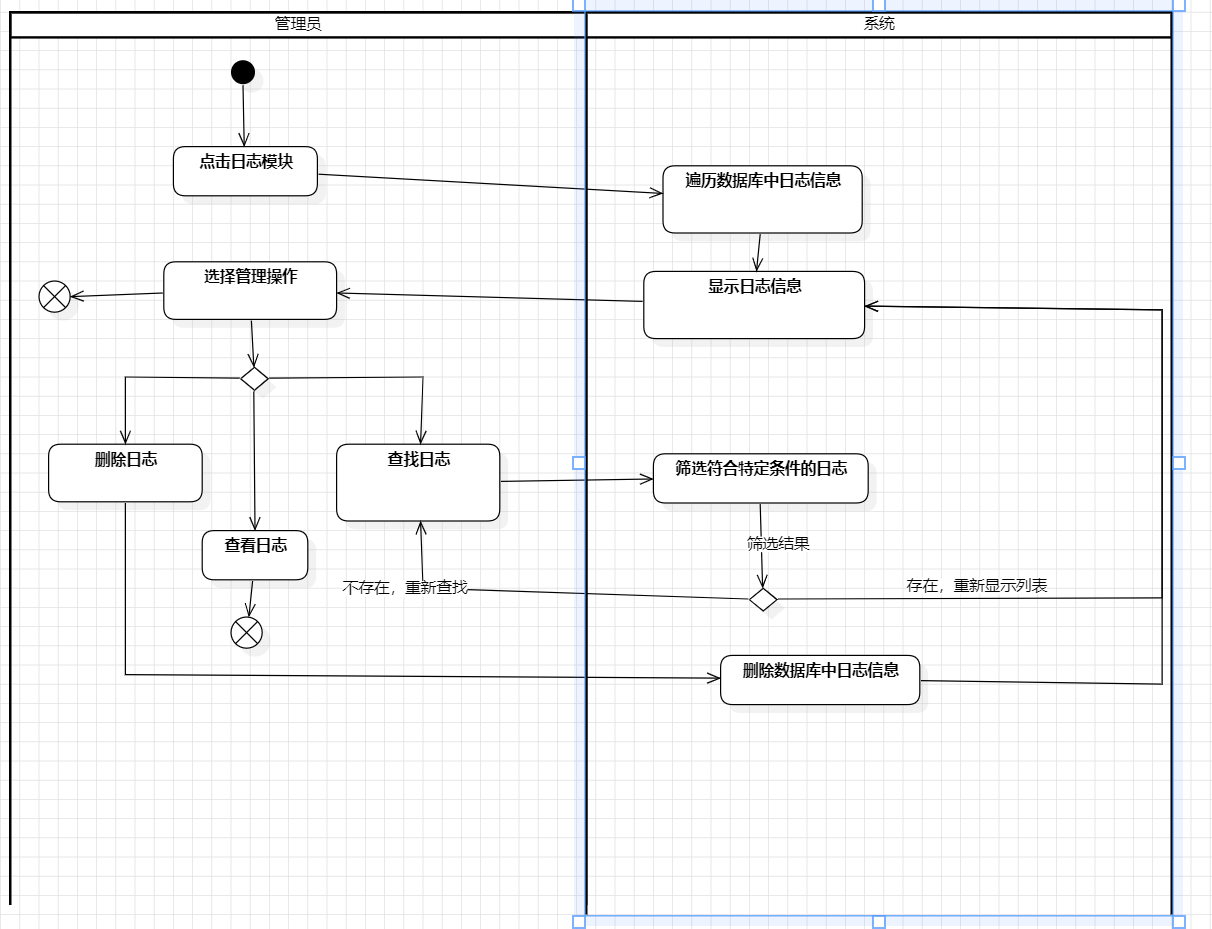 管理员
系统
点击日志模块
遍历数据库中日志信息
选择管理操作
显示日志信息
删除日志
查找日志
筛选符合特定条件的日志
查看日志
筛选结果
不存在，重新查找
存在，重新显示列表
删除数据库中日志信息